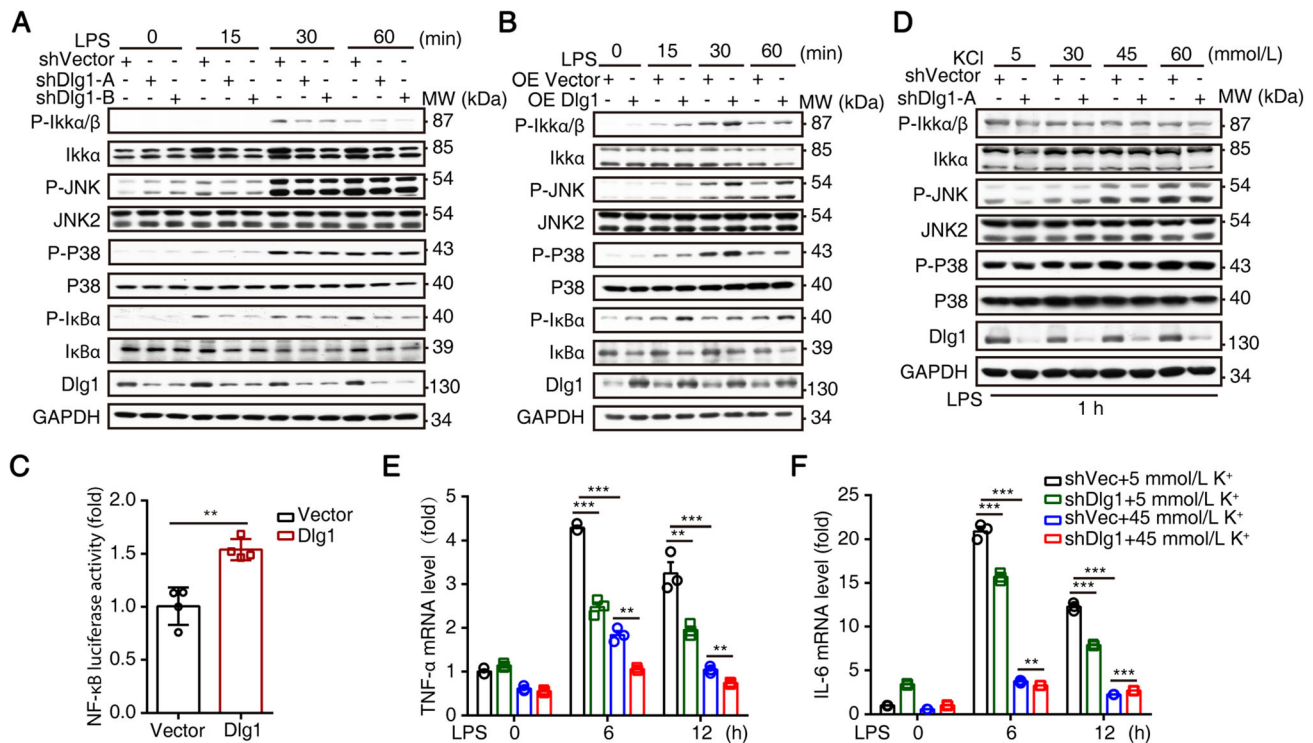 A
LPS 0 15 30 60 (min)
shVector + - - + - - + - - + - -
shDlg1-A - + - - + - - + - - + -
shDlg1-B - - + - - + - - + - - + MW (kDa)
P-Ikkα/β 87
Ikkα 85
P-JNK 54
JNK2 54
P-P38 43
P38 40
P-IκBα 40
IκBα 39
Dlg1 130
GAPDH 34
B
LPS 0 15 30 60 (min)
OE Vector + - + - + - + -
OE Dlg1 - + - + - + - + MW (kDa)
P-Ikkα/β 87
Ikkα 85
P-JNK 54
JNK2 54
P-P38 43
P38 40
P-IκBα 40
IκBα 39
Dlg1 130
GAPDH 34
D
KCl 5 30 45 60 (mmol/L)
shVector + - + - + - + -
shDlg1-A - + - + - + - + MW (kDa)
P-Ikkα/β 87
Ikkα 85
P-JNK 54
JNK2 54
P-P38 43
P38 40
Dlg1 130
GAPDH 34
LPS 1 h
C
NF-κB luciferase activity (fold)
2.0
1.5
1.0
0.5
0.0
**
Vector
Dlg1
Vector Dlg1
E
TNF-α mRNA level (fold)
5
4
3
2
1
0
***
***
**
***
**
**
LPS 0 6 12 (h)
F
IL-6 mRNA level (fold)
25
20
15
10
5
0
***
***
**
***
***
***
shVec+5 mmol/L K⁺
shDlg1+5 mmol/L K⁺
shVec+45 mmol/L K⁺
shDlg1+45 mmol/L K⁺
LPS 0 6 12 (h)